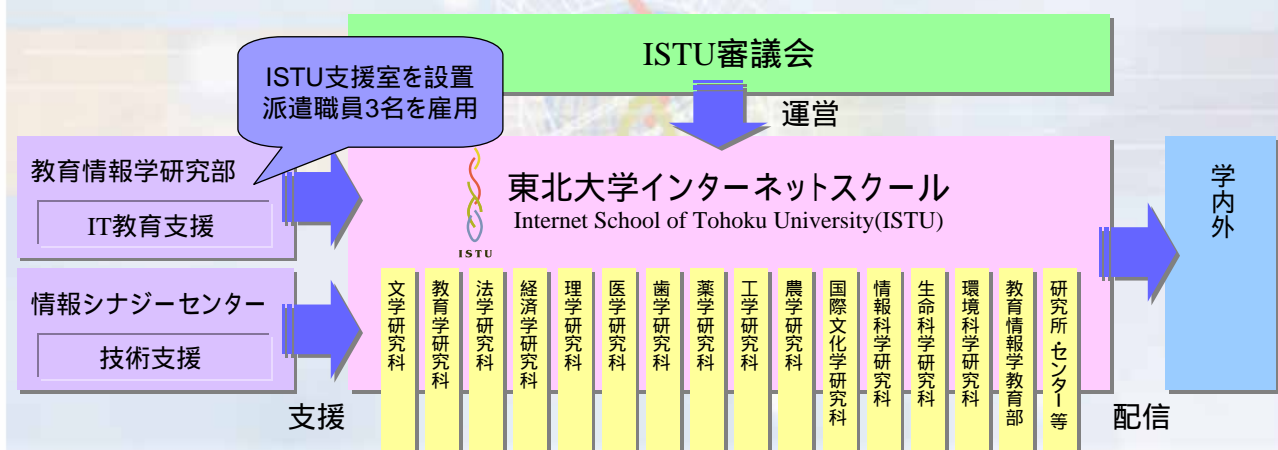 ISTU審議会
ISTU支援室を設置
派遣職員3名を雇用
運営
教育情報学研究部
IT教育支援
情報シナジーセンター
技術支援
支援
ISTU
東北大学インターネットスクール
Internet School of Tohoku University(ISTU)
文学研究科
教育学研究科
法学研究科
経済学研究科
理学研究科
医学研究科
歯学研究科
薬学研究科
工学研究科
農学研究科
国際文化学研究科
情報科学研究科
生命科学研究科
環境科学研究科
教育情報学教育部
研究所・センター等
配信
学内外